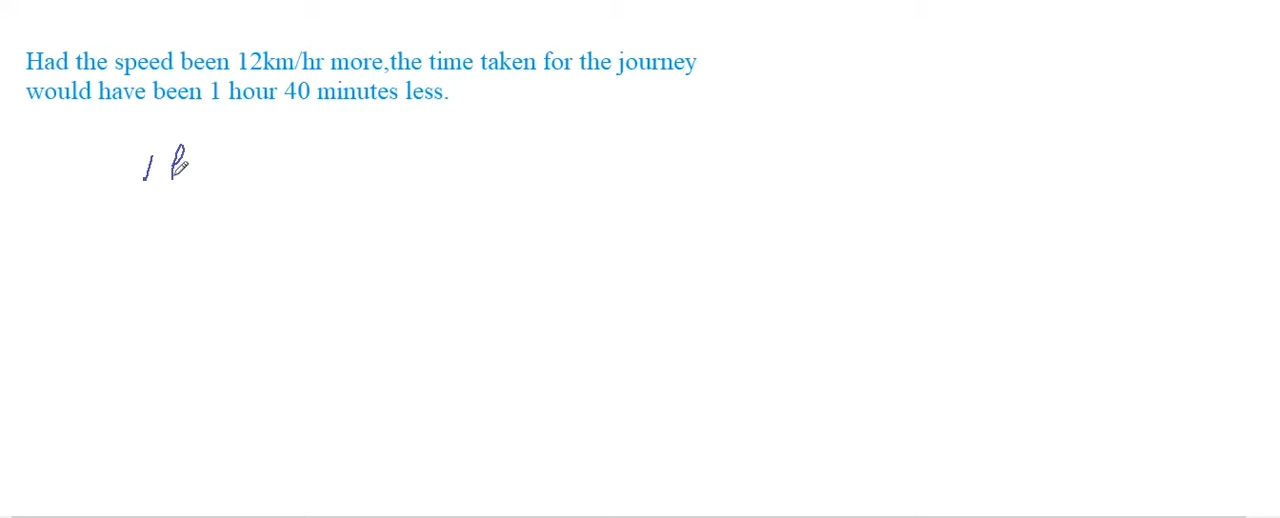 Had the speed been 12km/hr more,the time taken for the journey
would have been 1 hour 40 minutes less.
1 h